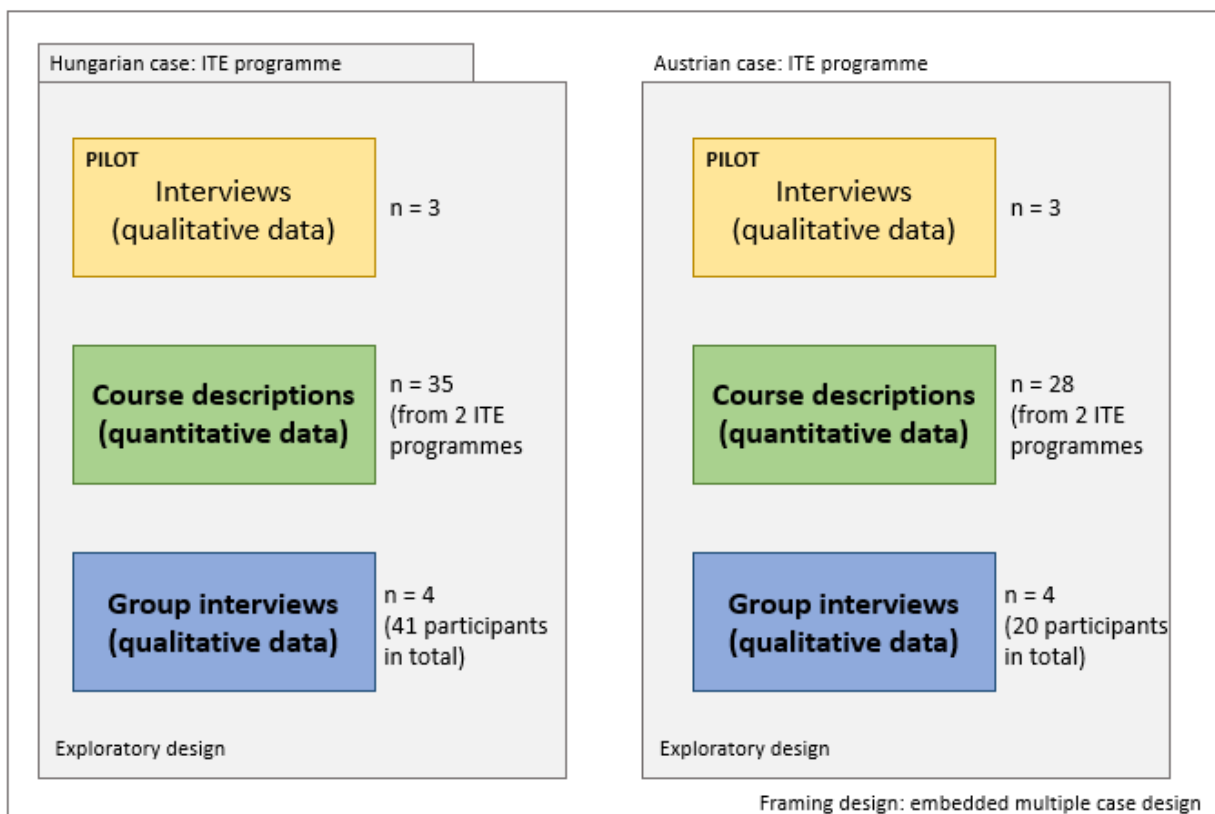 Hungarian case: ITE programme
PILOT
Interviews
(qualitative data)
n = 3
Course descriptions
(quantitative data)
n = 35
(from 2 ITE
programmes
Group interviews
(qualitative data)
n = 4
(41 participants
in total)
Exploratory design
Austrian case: ITE programme
PILOT
Interviews
(qualitative data)
n = 3
Course descriptions
(quantitative data)
n = 28
(from 2 ITE
programmes
Group interviews
(qualitative data)
n = 4
(20 participants
in total)
Exploratory design
Framing design: embedded multiple case design